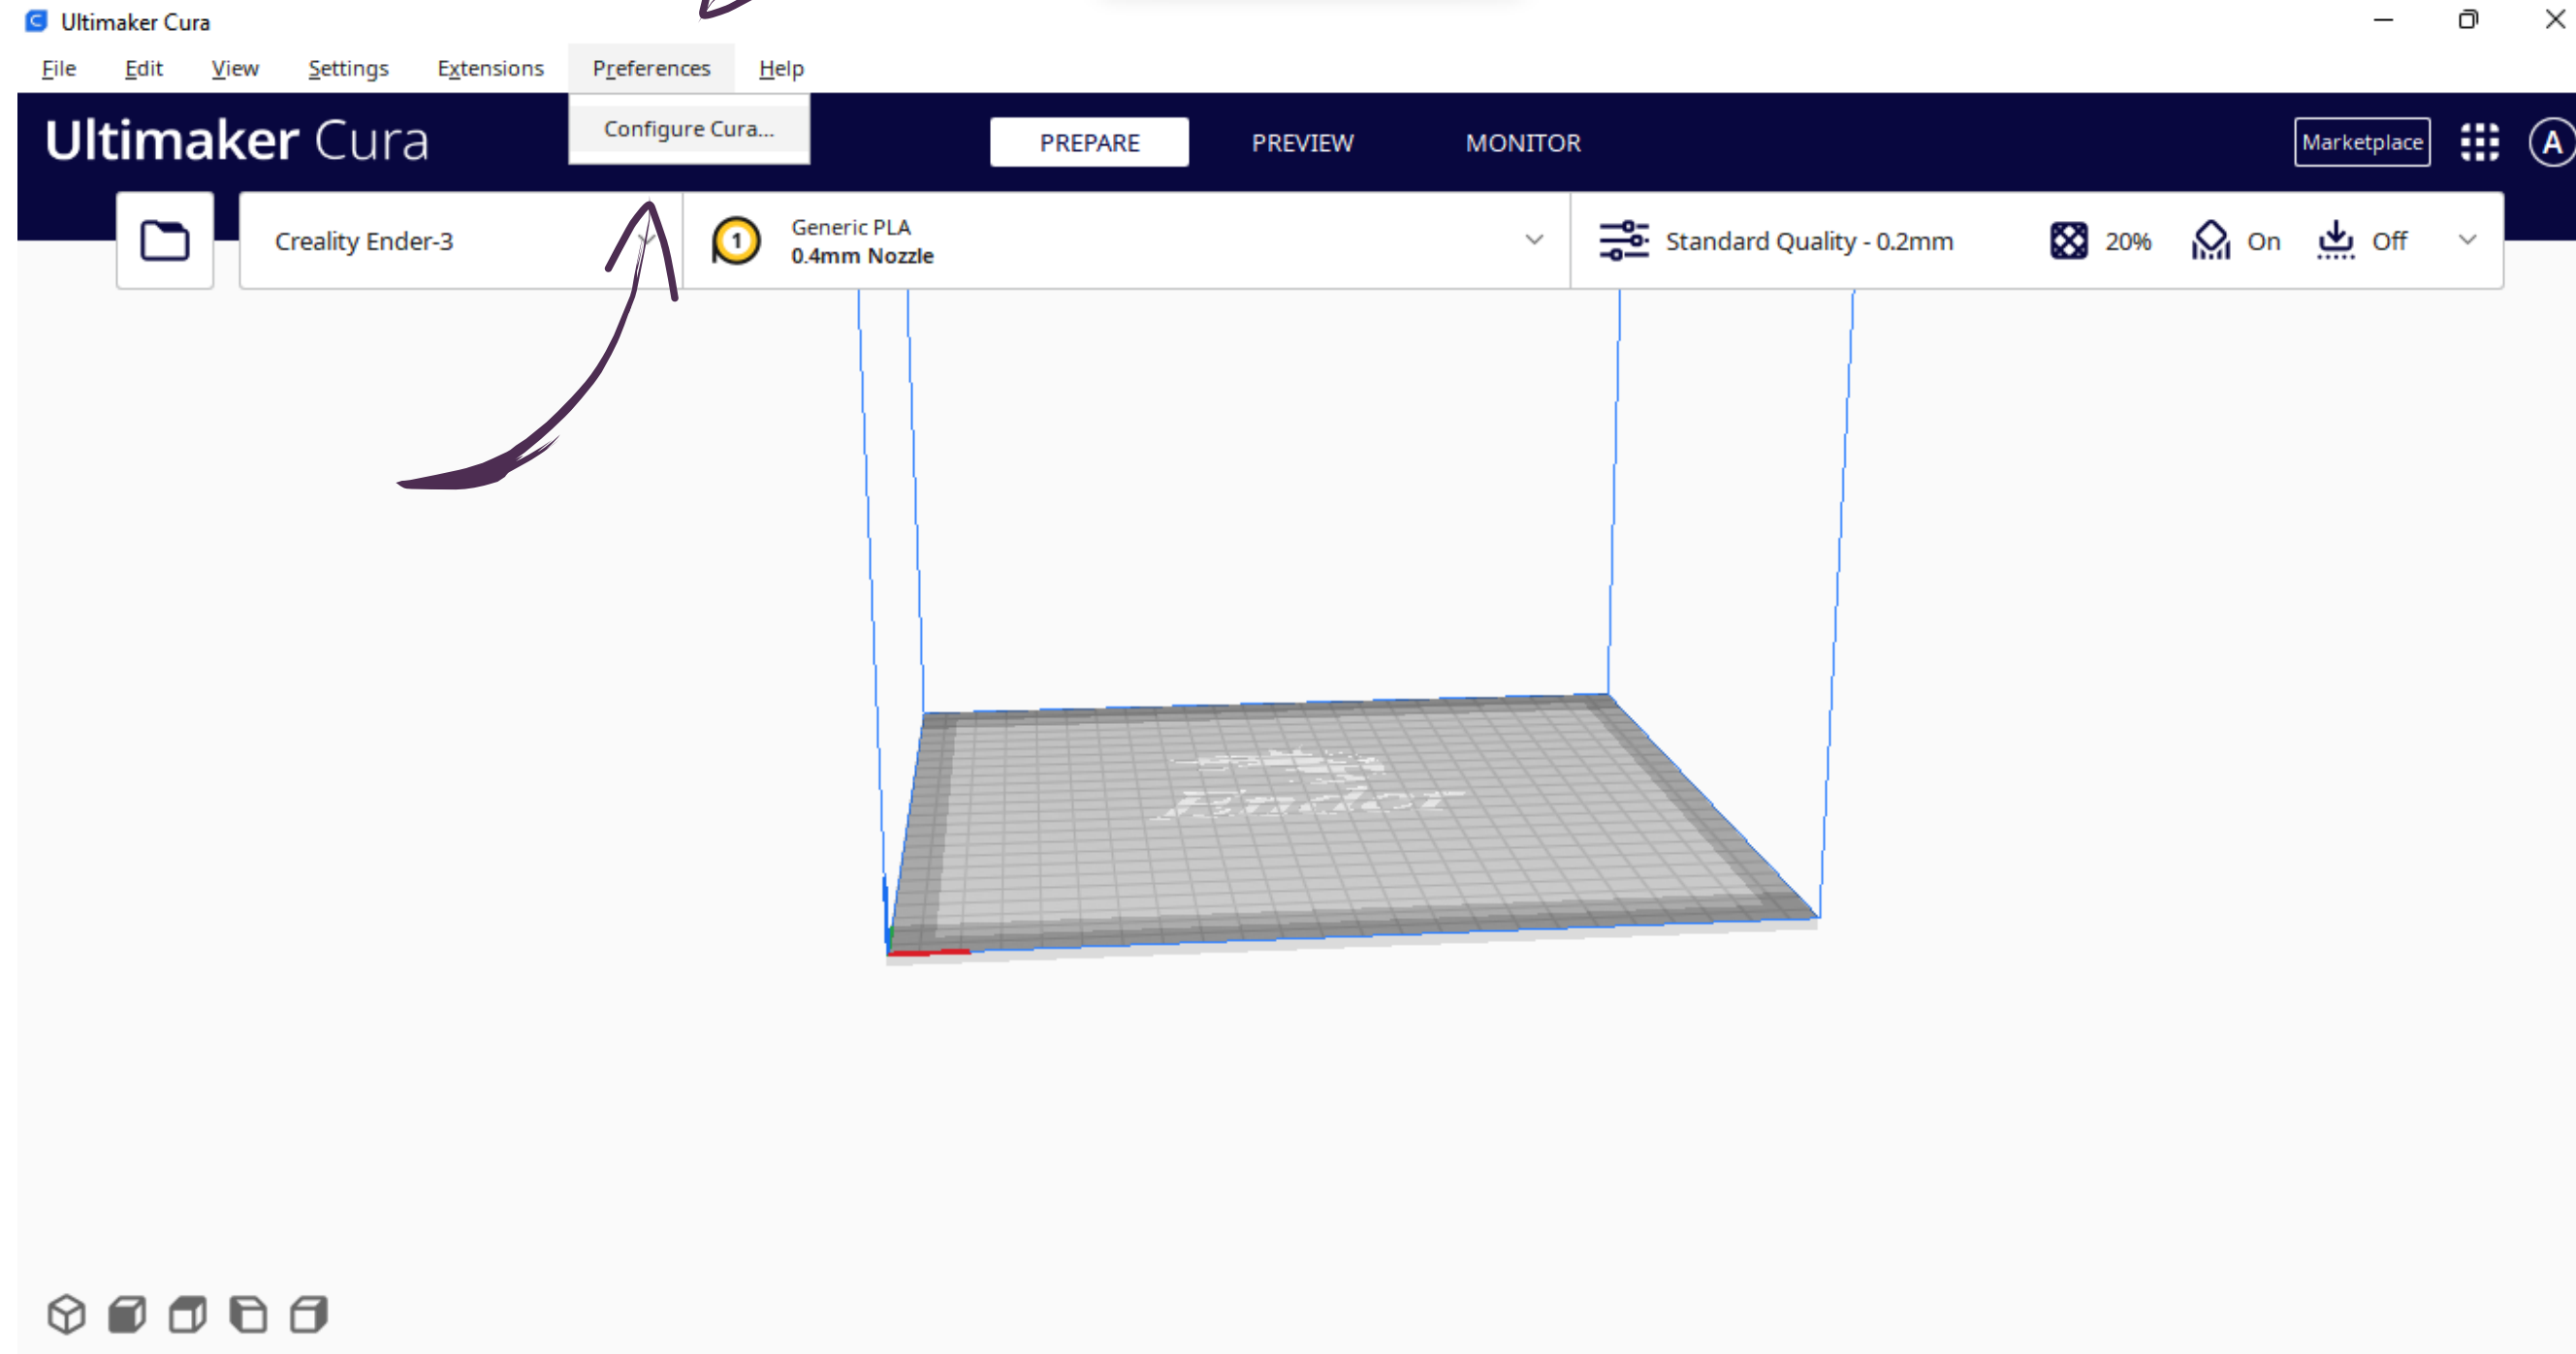 Ultimaker Cura
File Edit View Settings Extensions Preferences Help
Configure Cura...
Ultimaker Cura
PREPARE PREVIEW MONITOR
Marketplace A
Creality Ender-3
1 Generic PLA
0.4mm Nozzle
Standard Quality - 0.2mm 20% On Off
Ender